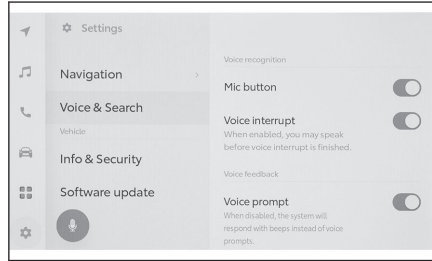 Settings
Navigation
Voice & Search
Vehicle
Info & Security
Software update
Voice recognition
Mic button
Voice interrupt
When enabled, you may speak
before voice interrupt is finished.
Voice feedback
Voice prompt
When disabled, the system will
respond with beeps instead of voice
prompts.